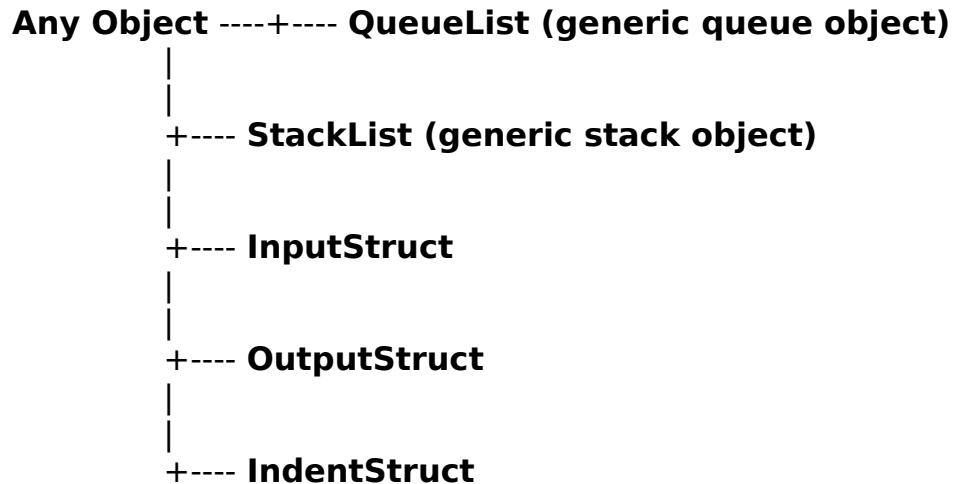 Any Object ----+---- QueueList (generic queue object)
|
|
+---- StackList (generic stack object)
|
|
+---- InputStruct
|
|
+---- OutputStruct
|
|
+---- IndentStruct